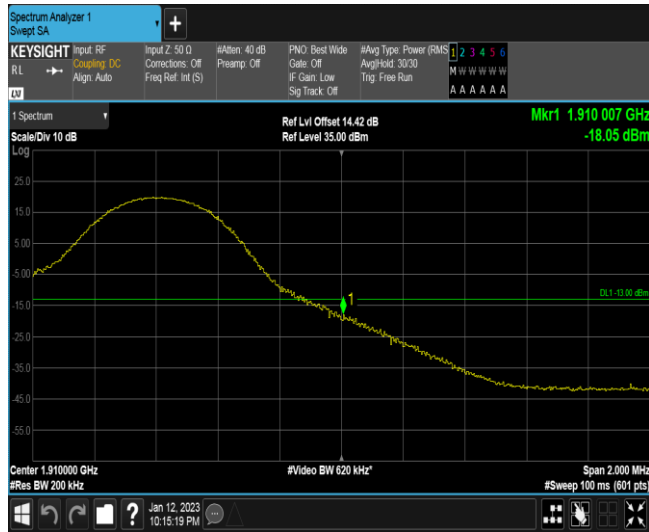 Spectrum Analyzer 1
Swept SA
+
KEYSIGHT
RL
LXI
Input: RF
Coupling: DC
Align: Auto
Input Z: 50 Ω
Corrections: Off
Freq Ref: Int (S)
#Atten: 40 dB
Preamp: Off
PNO: Best Wide
Gate: Off
IF Gain: Low
Sig Track: Off
#Avg Type: Power (RMS
Avg|Hold: 30/30
Trig: Free Run
1 2 3 4 5 6
M W W W W W
A A A A A A
1 Spectrum
Scale/Div 10 dB
Ref Lvl Offset 14.42 dB
Ref Level 35.00 dBm
Mkr1 1.910 007 GHz
-18.05 dBm
Log
25.0
15.0
5.00
-5.00
-15.0
-25.0
-35.0
-45.0
-55.0
1
DL1 -13.00 dBm
Center 1.910000 GHz
#Res BW 200 kHz
#Video BW 620 kHz*
Span 2.000 MHz
#Sweep 100 ms (601 pts)
?
Jan 12, 2023
10:15:19 PM